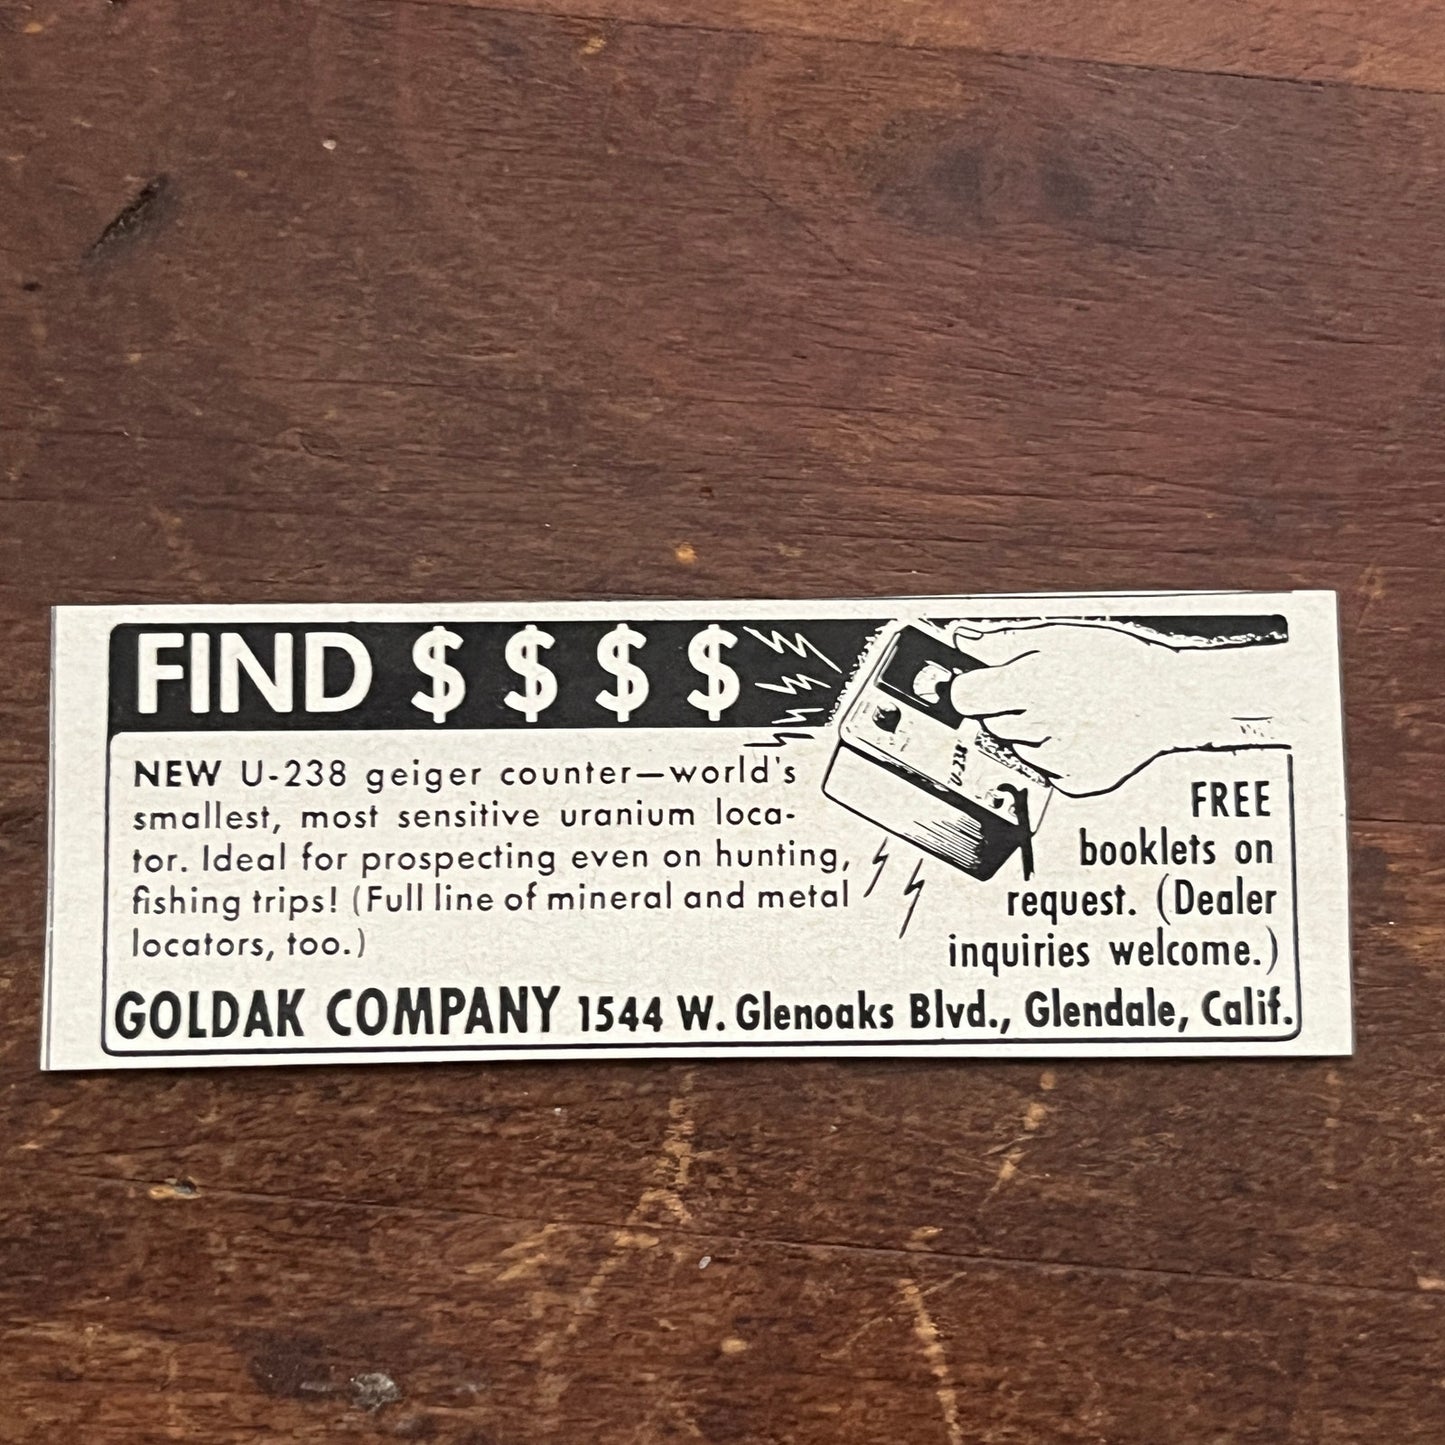 FIND $ $ $ $
NEW U-238 geiger counter—world's
smallest, most sensitive uranium loca-
tor. Ideal for prospecting even on hunting,
fishing trips! (Full line of mineral and metal
locators, too.)
U-238
FREE
booklets on
request. (Dealer
inquiries welcome.)
GOLDAK COMPANY 1544 W. Glenoaks Blvd., Glendale, Calif.